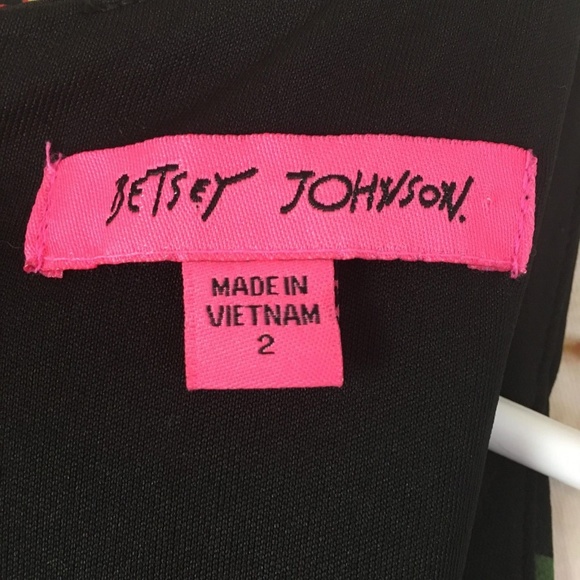 BETSEY JOHNSON.
MADE IN
VIETNAM
2